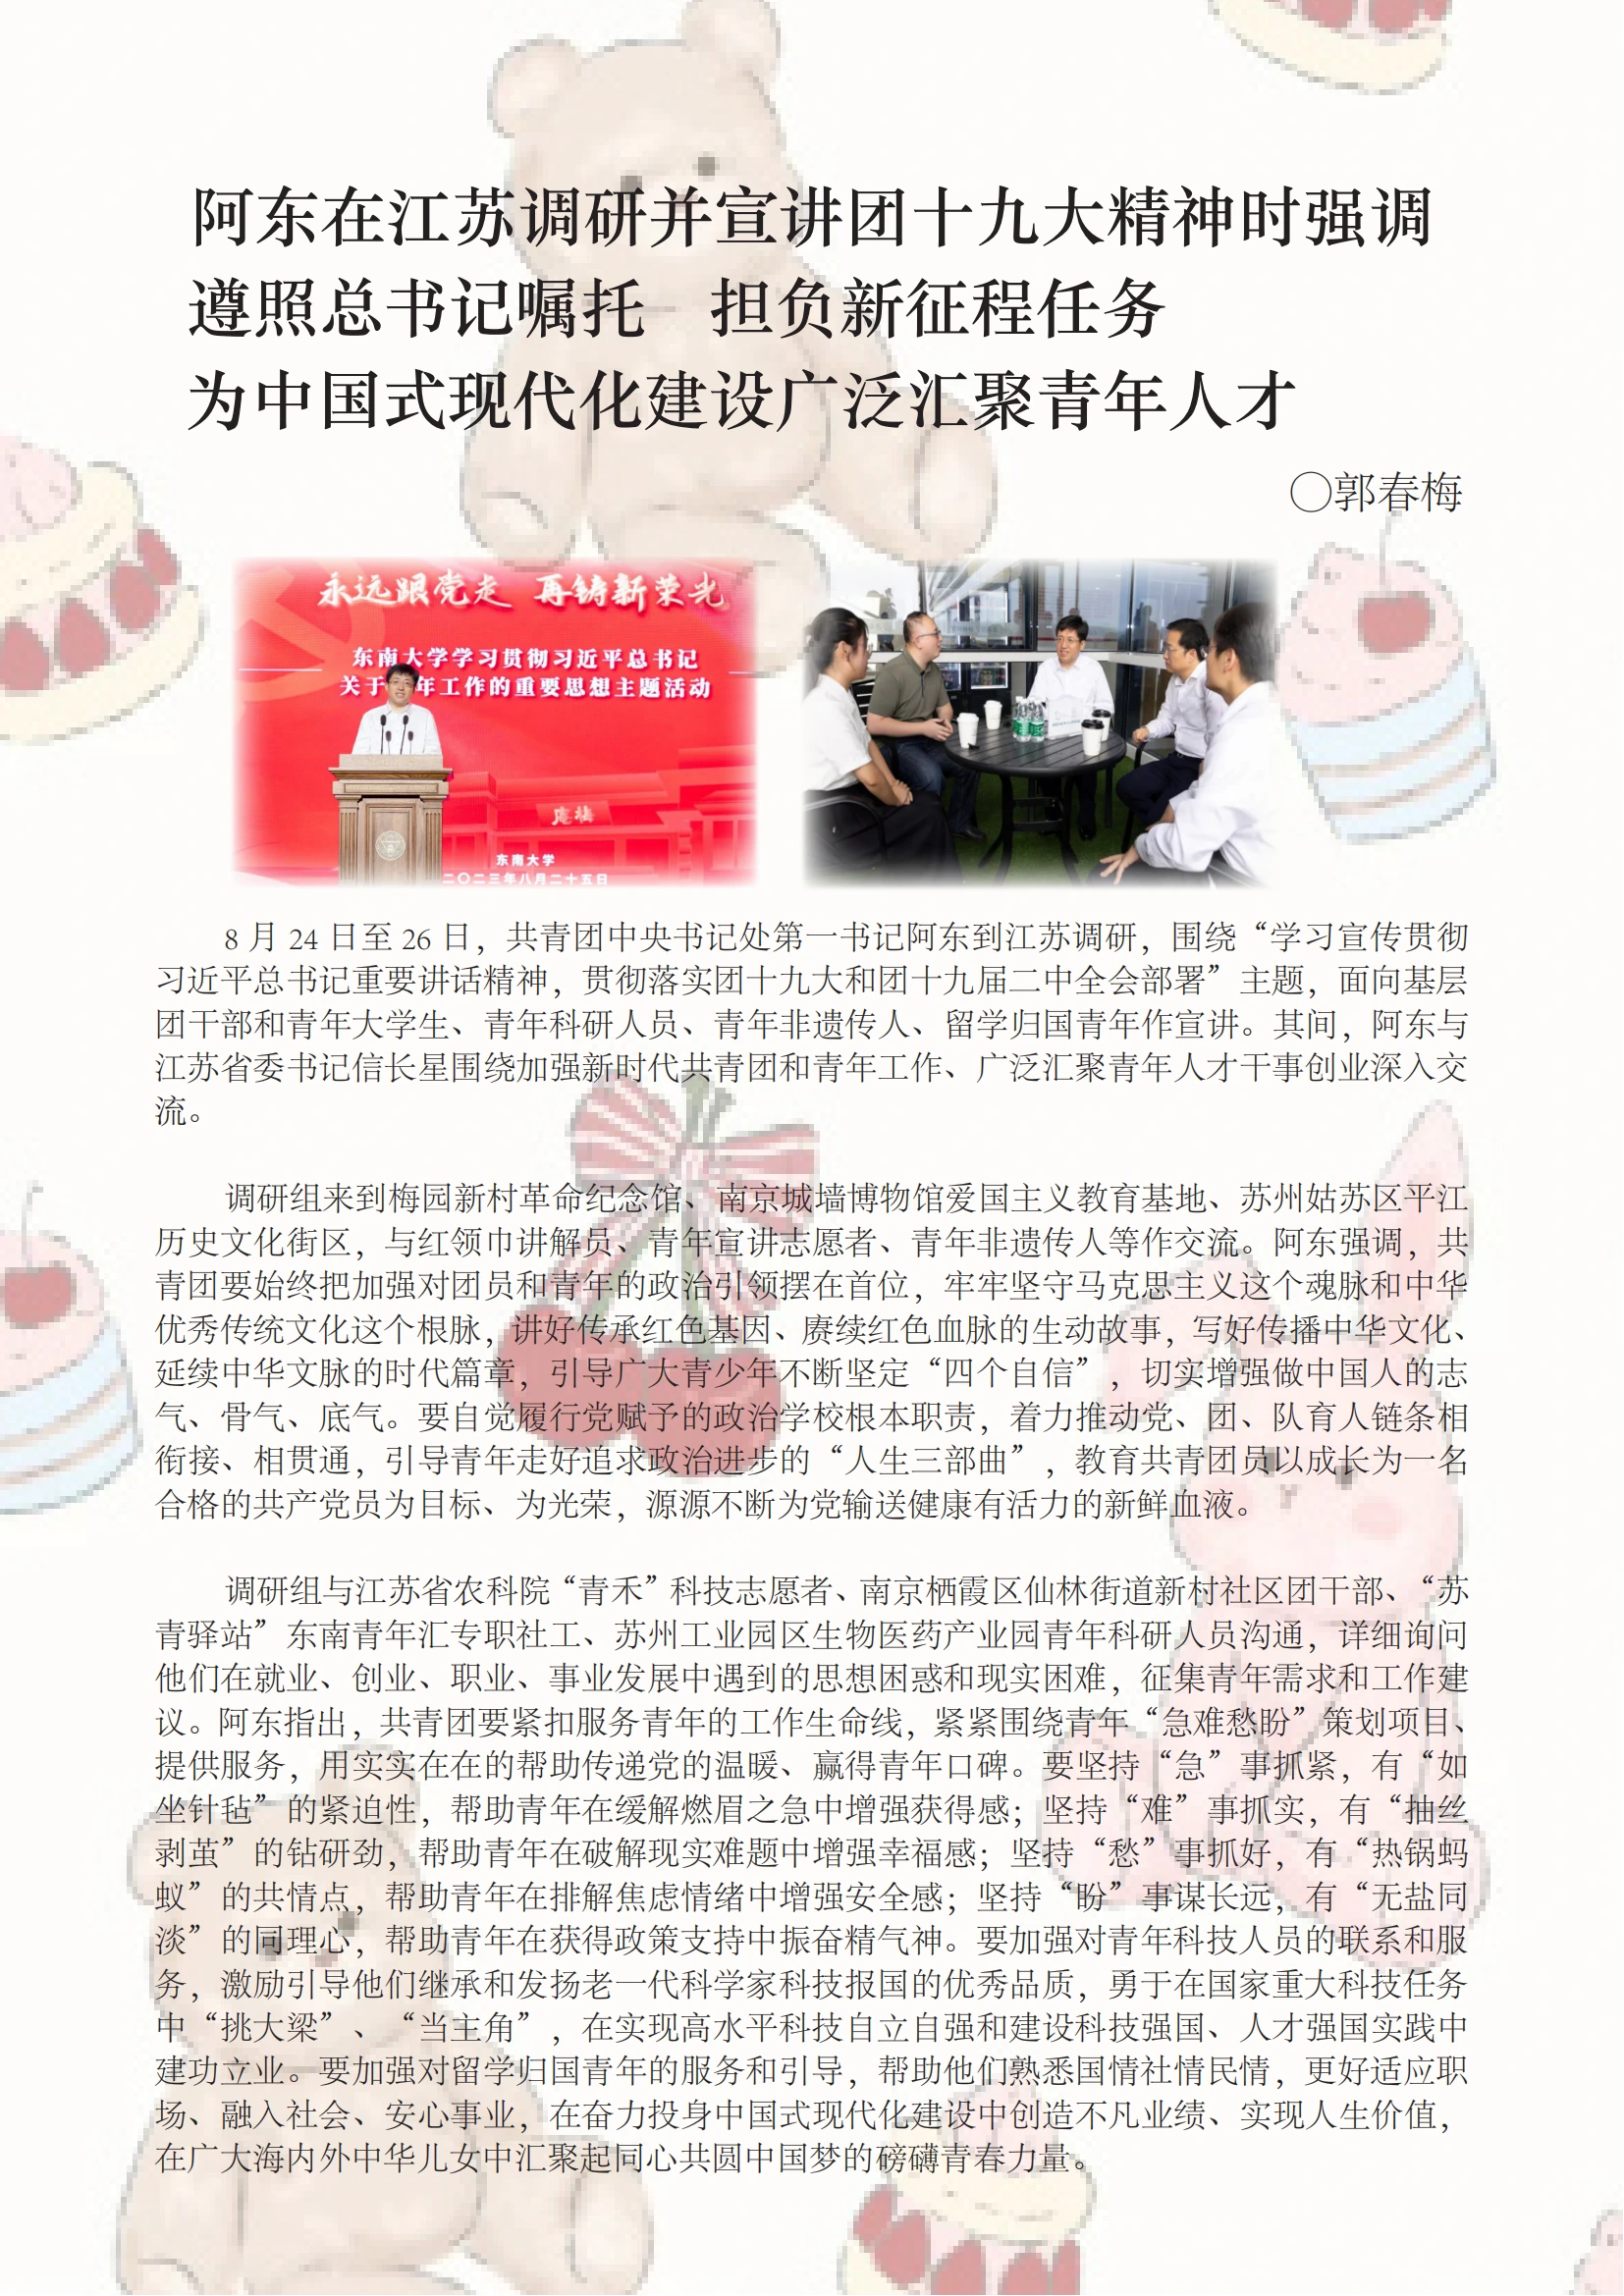 阿东在江苏调研并宣讲团十九大精神时强调
遵照总书记嘱托　担负新征程任务
为中国式现代化建设广泛汇聚青年人才
〇郭春梅
永远跟党走 再铸新荣光
东南大学学习贯彻习近平总书记
关于 年工作的重要思想主题活动
东南大学
二〇二三年八月二十五日
8 月 24 日至 26 日，共青团中央书记处第一书记阿东到江苏调研，围绕“学习宣传贯彻
习近平总书记重要讲话精神，贯彻落实团十九大和团十九届二中全会部署”主题，面向基层
团干部和青年大学生、青年科研人员、青年非遗传人、留学归国青年作宣讲。其间，阿东与
江苏省委书记信长星围绕加强新时代共青团和青年工作、广泛汇聚青年人才干事创业深入交
流。
调研组来到梅园新村革命纪念馆、南京城墙博物馆爱国主义教育基地、苏州姑苏区平江
历史文化街区，与红领巾讲解员、青年宣讲志愿者、青年非遗传人等作交流。阿东强调，共
青团要始终把加强对团员和青年的政治引领摆在首位，牢牢坚守马克思主义这个魂脉和中华
优秀传统文化这个根脉，讲好传承红色基因、赓续红色血脉的生动故事，写好传播中华文化、
延续中华文脉的时代篇章，引导广大青少年不断坚定“四个自信”，切实增强做中国人的志
气、骨气、底气。要自觉履行党赋予的政治学校根本职责，着力推动党、团、队育人链条相
衔接、相贯通，引导青年走好追求政治进步的“人生三部曲”，教育共青团员以成长为一名
合格的共产党员为目标、为光荣，源源不断为党输送健康有活力的新鲜血液。
调研组与江苏省农科院“青禾”科技志愿者、南京栖霞区仙林街道新村社区团干部、“苏
青驿站”东南青年汇专职社工、苏州工业园区生物医药产业园青年科研人员沟通，详细询问
他们在就业、创业、职业、事业发展中遇到的思想困惑和现实困难，征集青年需求和工作建
议。阿东指出，共青团要紧扣服务青年的工作生命线，紧紧围绕青年“急难愁盼”策划项目、
提供服务，用实实在在的帮助传递党的温暖、赢得青年口碑。要坚持“急”事抓紧，有“如
坐针毡”的紧迫性，帮助青年在缓解燃眉之急中增强获得感；坚持“难”事抓实，有“抽丝
剥茧”的钻研劲，帮助青年在破解现实难题中增强幸福感；坚持“愁”事抓好，有“热锅蚂
蚁”的共情点，帮助青年在排解焦虑情绪中增强安全感；坚持“盼”事谋长远，有“无盐同
淡”的同理心，帮助青年在获得政策支持中振奋精气神。要加强对青年科技人员的联系和服
务，激励引导他们继承和发扬老一代科学家科技报国的优秀品质，勇于在国家重大科技任务
中“挑大梁”、“当主角”，在实现高水平科技自立自强和建设科技强国、人才强国实践中
建功立业。要加强对留学归国青年的服务和引导，帮助他们熟悉国情社情民情，更好适应职
场、融入社会、安心事业，在奋力投身中国式现代化建设中创造不凡业绩、实现人生价值，
在广大海内外中华儿女中汇聚起同心共圆中国梦的磅礴青春力量。